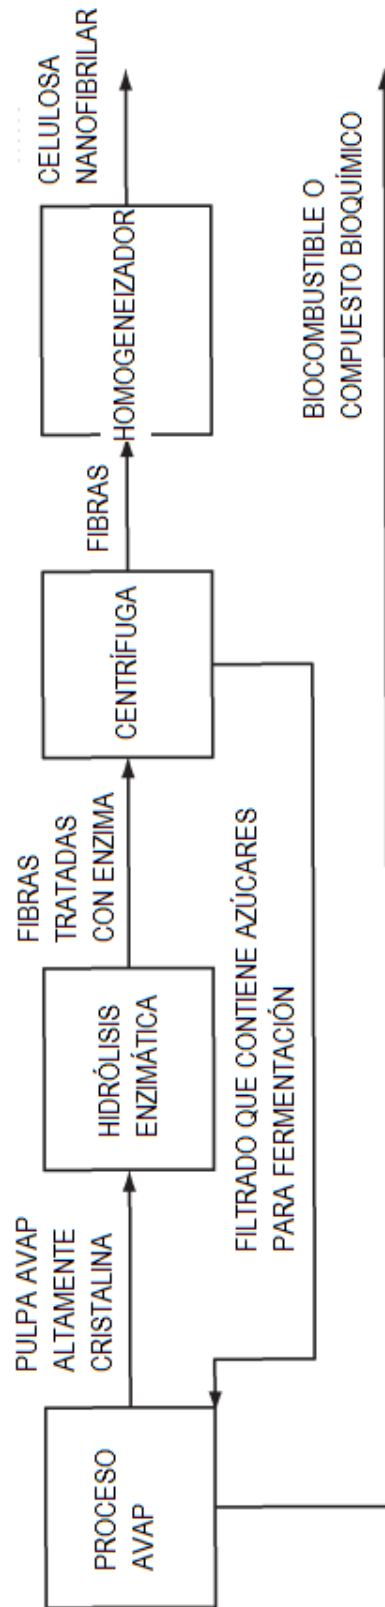 PROCESO
AVAP
PULPA AVAP
ALTAMENTE
CRISTALINA
HIDRÓLISIS
ENZIMÁTICA
FIBRAS
TRATADAS
CON ENZIMA
CENTRÍFUGA
FIBRAS
HOMOGENEIZADOR
CELULOSA
NANOFIBRILAR
FILTRADO QUE CONTIENE AZÚCARES
PARA FERMENTACIÓN
BIOCOMBUSTIBLE O
COMPUESTO BIOQUÍMICO